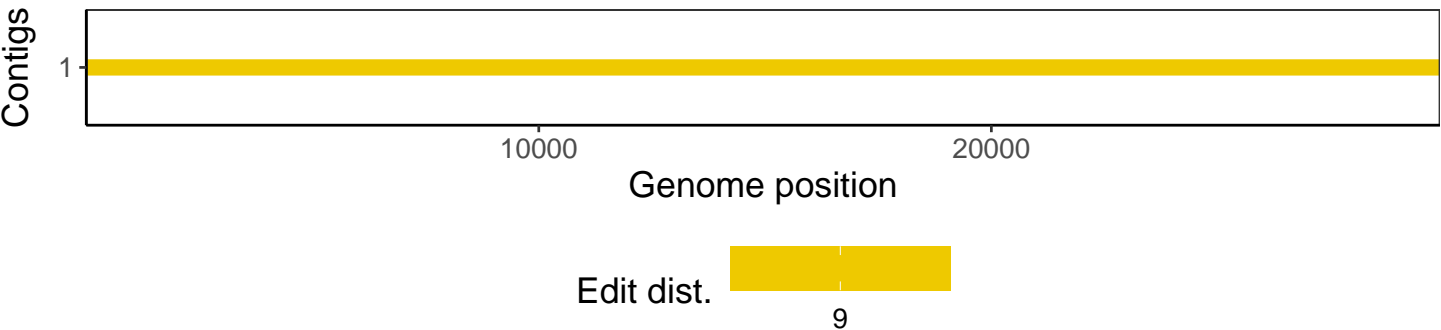 Contigs
1
10000 20000
Genome position
Edit dist.
9